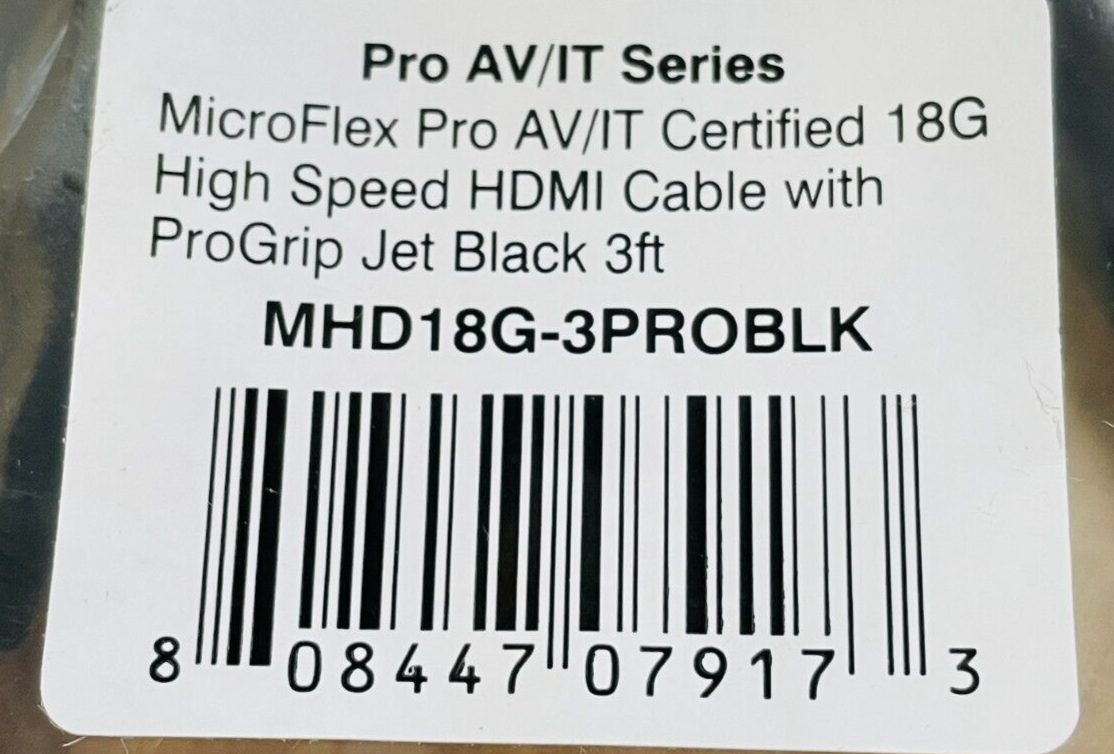 Pro AV/IT Series
MicroFlex Pro AV/IT Certified 18G
High Speed HDMI Cable with
ProGrip Jet Black 3ft
MHD18G-3PROBLK
8 08447 07917 3